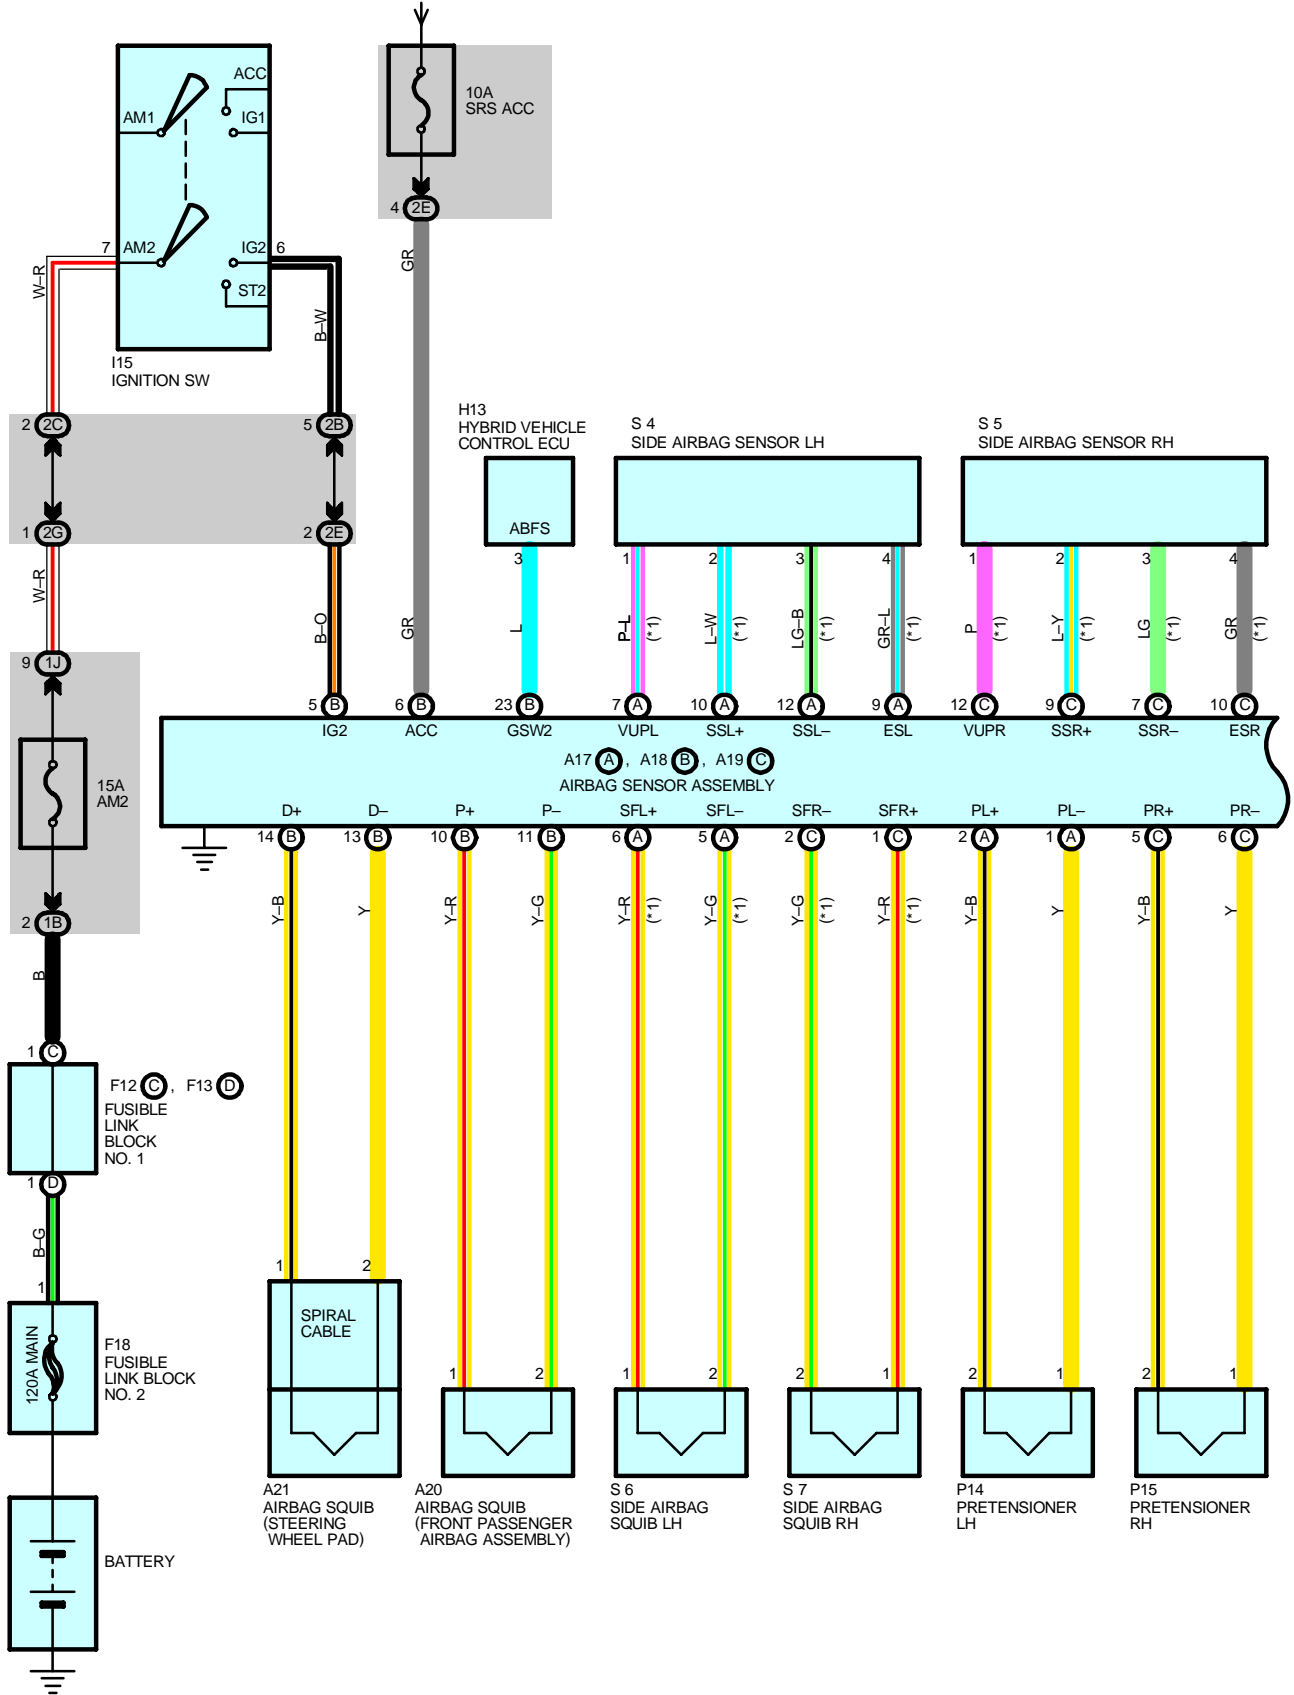 ACC
10A
SRS ACC
AM1
IG1
4 2E
7 AM2 IG2 6
ST2
W–R
GR
B–W
I15
IGNITION SW
H13
HYBRID VEHICLE
CONTROL ECU
S 4
SIDE AIRBAG SENSOR LH
S 5
SIDE AIRBAG SENSOR RH
2 2C
5 2B
ABFS
1 2G
2 2E
3 1 2 3 4 1 2 3 4
W–R
B–O
GR
L
P–L
(*1)
L–W
(*1)
LG–B
(*1)
GR–L
(*1)
P
(*1)
L–Y
(*1)
LG
(*1)
GR
(*1)
9 1J
5 B 6 B 23 B 7 A 10 A 12 A 9 A 12 C 9 C 7 C 10 C
IG2 ACC GSW2 VUPL SSL+ SSL– ESL VUPR SSR+ SSR– ESR
A17 A , A18 B , A19 C
AIRBAG SENSOR ASSEMBLY
15A
AM2
D+ D– P+ P– SFL+ SFL– SFR– SFR+ PL+ PL– PR+ PR–
14 B 13 B 10 B 11 B 6 A 5 A 2 C 1 C 2 A 1 A 5 C 6 C
Y–B
Y
Y–R
Y–G
Y–R
(*1)
Y–G
(*1)
Y–G
(*1)
Y–R
(*1)
Y–B
Y
Y–B
Y
2 1B
B
1 C
F12 C , F13 D
FUSIBLE
LINK
BLOCK
NO. 1
1 D
B–G
1
1 2
SPIRAL
CABLE
120A MAIN
F18
FUSIBLE
LINK BLOCK
NO. 2
1 2 1 2 2 1 2 1 2 1
A21
AIRBAG SQUIB
(STEERING
WHEEL PAD)
A20
AIRBAG SQUIB
(FRONT PASSENGER
AIRBAG ASSEMBLY)
S 6
SIDE AIRBAG
SQUIB LH
S 7
SIDE AIRBAG
SQUIB RH
P14
PRETENSIONER
LH
P15
PRETENSIONER
RH
BATTERY